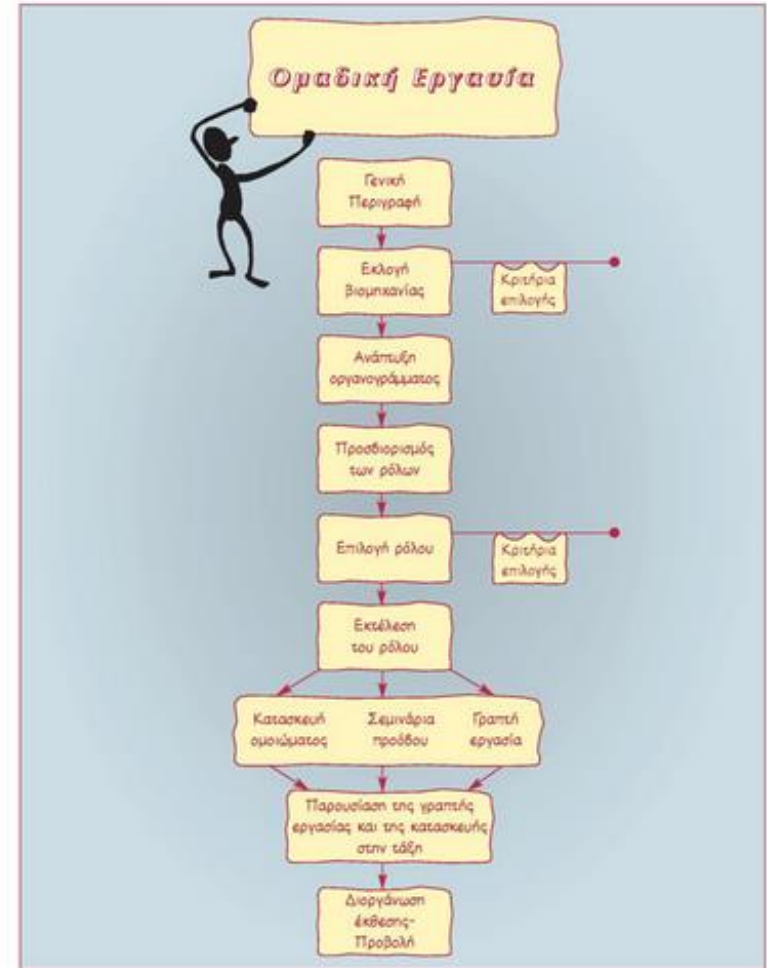 Ομαδική Εργασία
Γενική
Περιγραφή
Εκλογή
βιομηχανίας
Κριτήρια
επιλογής
Ανάπτυξη
οργανογράμματος
Προσδιορισμός
των ρόλων
Επιλογή ρόλου
Κριτήρια
επιλογής
Εκτέλεση
του ρόλου
Κατασκευή
ομοιώματος
Σεμινάρια
προόδου
Γραπτή
εργασία
Παρουσίαση της γραπτής
εργασίας και της κατασκευής
στην τάξη
Διοργάνωση
έκθεσης-
Προβολή